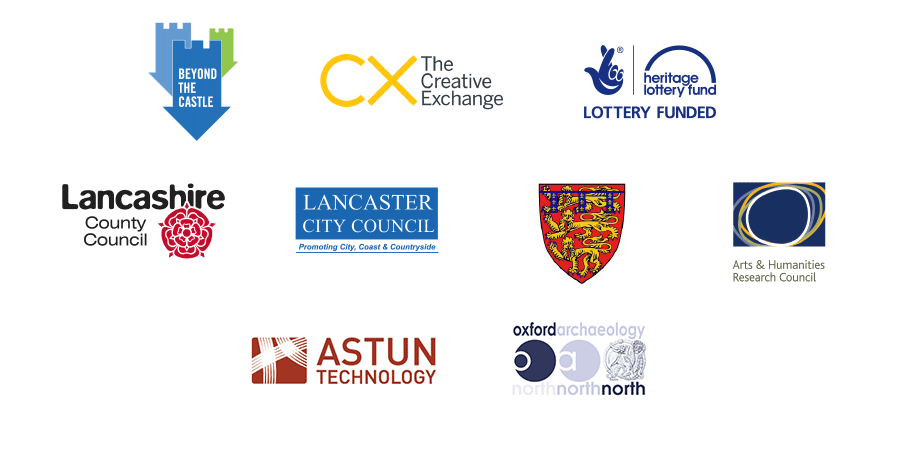 BEYOND
THE
CASTLE
CX The
Creative
Exchange
®
heritage
lottery fund
LOTTERY FUNDED
Lancashire
County
Council
LANCASTER
CITY COUNCIL
Promoting City, Coast & Countryside
Arts & Humanities
Research Council
ASTUN
TECHNOLOGY
oxfordarchaeology
o a
northnorthnorth